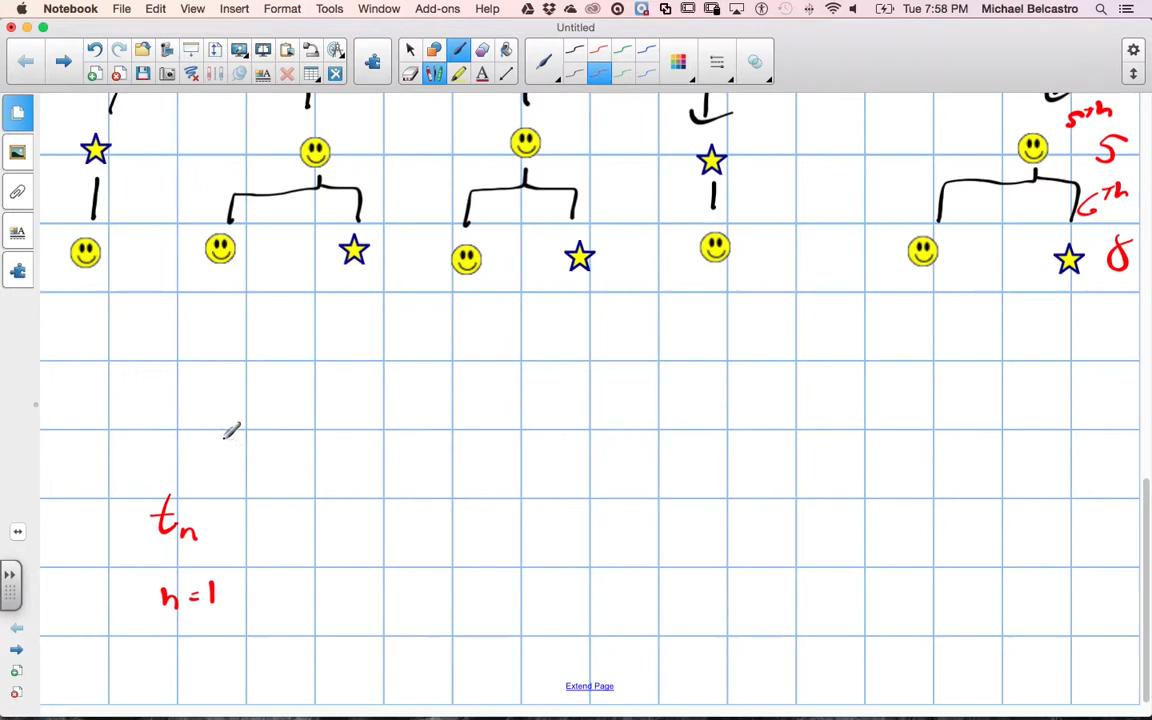 Notebook File Edit View Insert Format Tools Window Add-ons Help Tue 7:58 PM Michael Belcastro
Untitled
5th
5
6th
8
tn
n=1
Extend Page